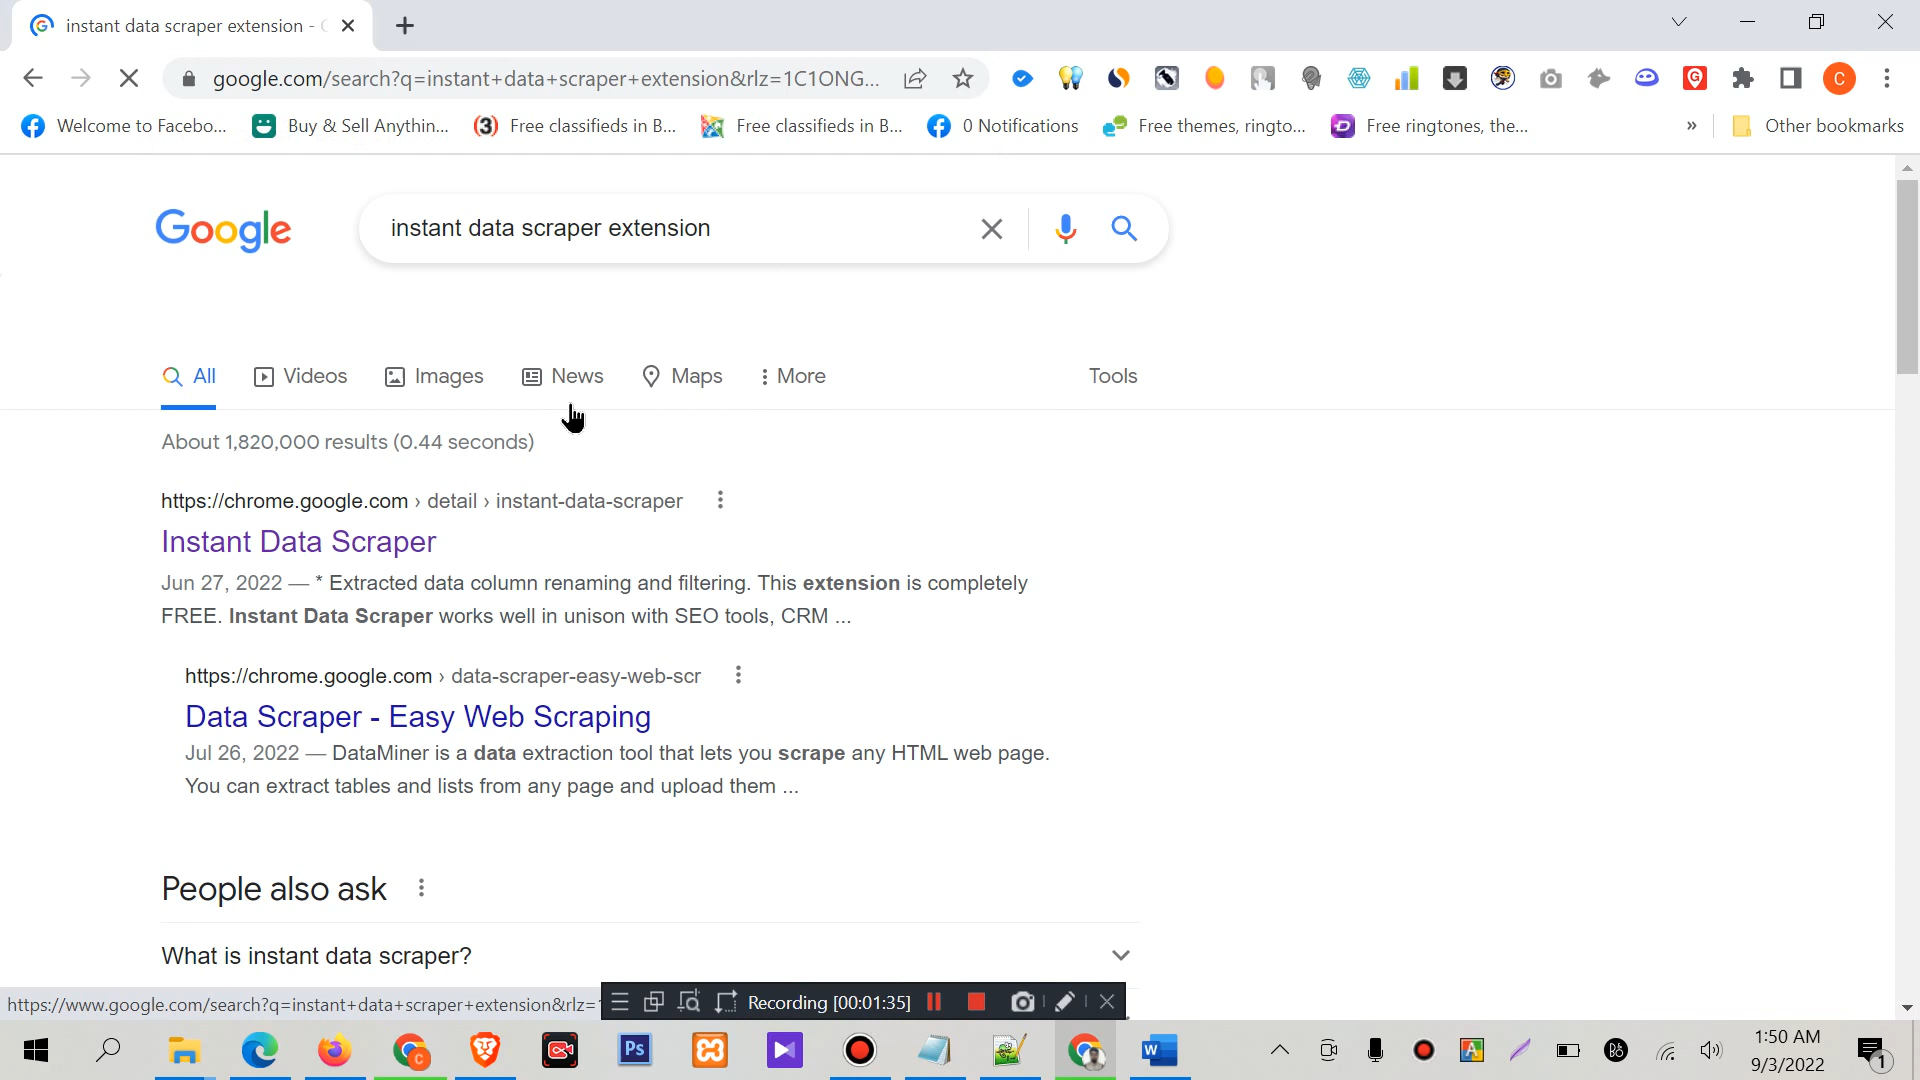 instant data scraper extension -
google.com/search?q=instant+data+scraper+extension&rlz=1C1ONG...
C
Welcome to Facebo...
Buy & Sell Anythin...
Free classifieds in B...
Free classifieds in B...
0 Notifications
Free themes, ringto...
Free ringtones, the...
»
Other bookmarks
Google
instant data scraper extension
All
Videos
Images
News
Maps
More
Tools
About 1,820,000 results (0.44 seconds)
https://chrome.google.com › detail › instant-data-scraper
Instant Data Scraper
Jun 27, 2022 — * Extracted data column renaming and filtering. This extension is completely
FREE. Instant Data Scraper works well in unison with SEO tools, CRM ...
https://chrome.google.com › data-scraper-easy-web-scr
Data Scraper - Easy Web Scraping
Jul 26, 2022 — DataMiner is a data extraction tool that lets you scrape any HTML web page.
You can extract tables and lists from any page and upload them ...
People also ask
What is instant data scraper?
https://www.google.com/search?q=instant+data+scraper+extension&rlz=
Recording [00:01:35]
Ps
W
1:50 AM
9/3/2022
1